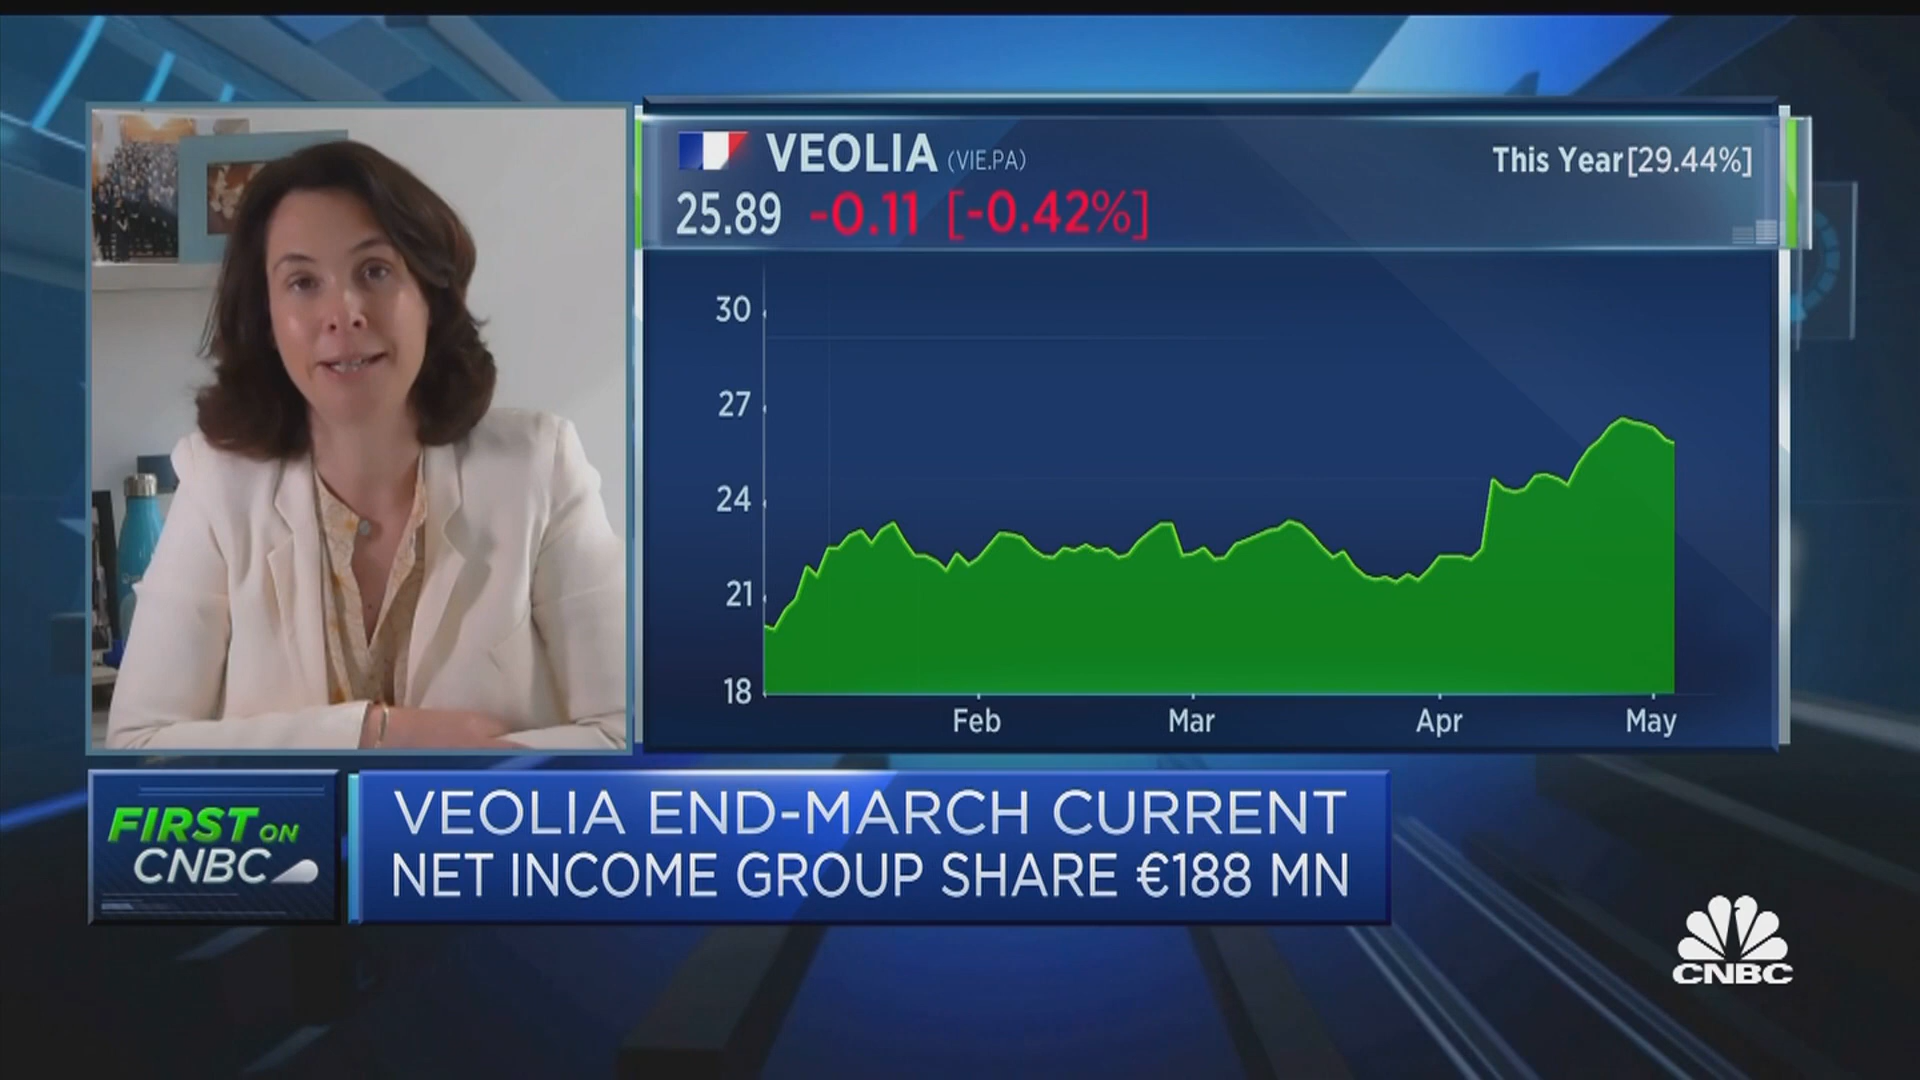 VEOLIA (VIE.PA)
This Year[29.44%]
25.89 -0.11 [-0.42%]
30
27
24
21
18
Feb Mar Apr May
FIRST ON
CNBC
VEOLIA END-MARCH CURRENT
NET INCOME GROUP SHARE €188 MN
CNBC